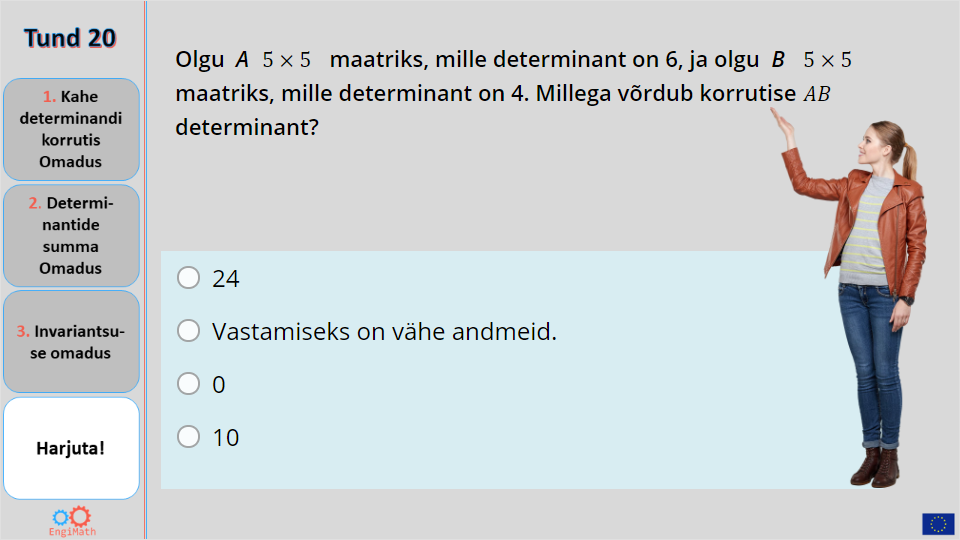 Tund 20
1. Kahe
determinandi
korrutis
Omadus
2. Determi-
nantide
summa
Omadus
3. Invariantsu-
se omadus
Harjuta!
EngiMath
Olgu A 5 × 5 maatriks, mille determinant on 6, ja olgu B 5 × 5
maatriks, mille determinant on 4. Millega võrdub korrutise AB
determinant?
24
Vastamiseks on vähe andmeid.
0
10